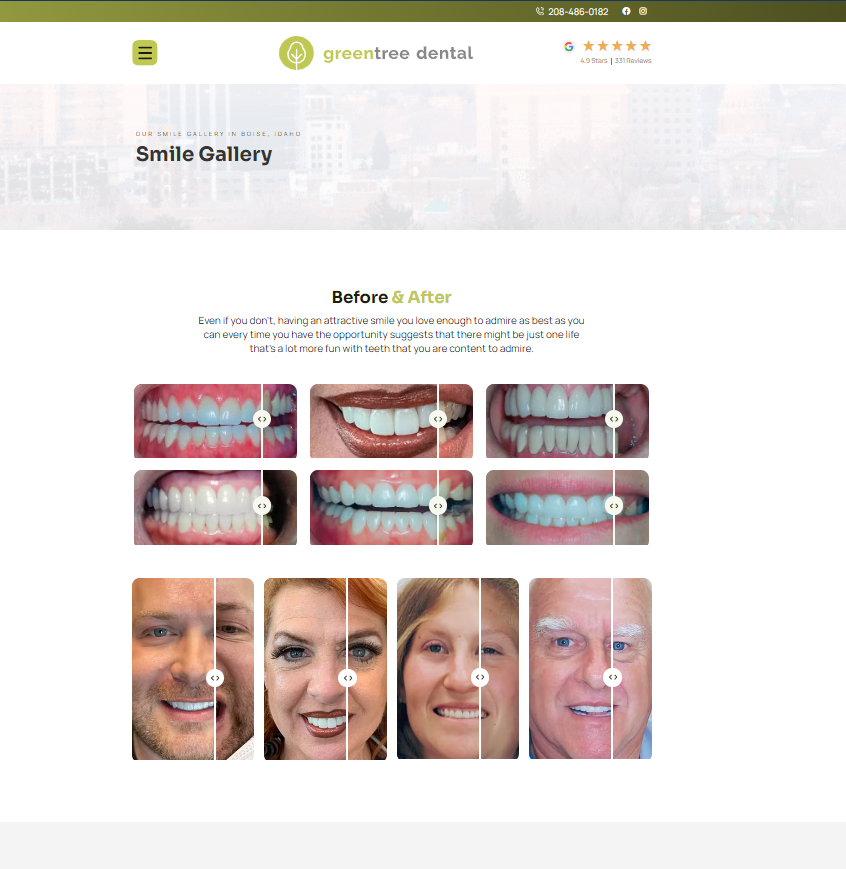 208-486-0182
greentree dental
4.9 Stars | 331 Reviews
OUR SMILE GALLERY IN BOISE, IDAHO
Smile Gallery
Before & After
Even if you don't, having an attractive smile you love enough to admire as best as you
can every time you have the opportunity suggests that there might be just one life
that's a lot more fun with teeth that you are content to admire.